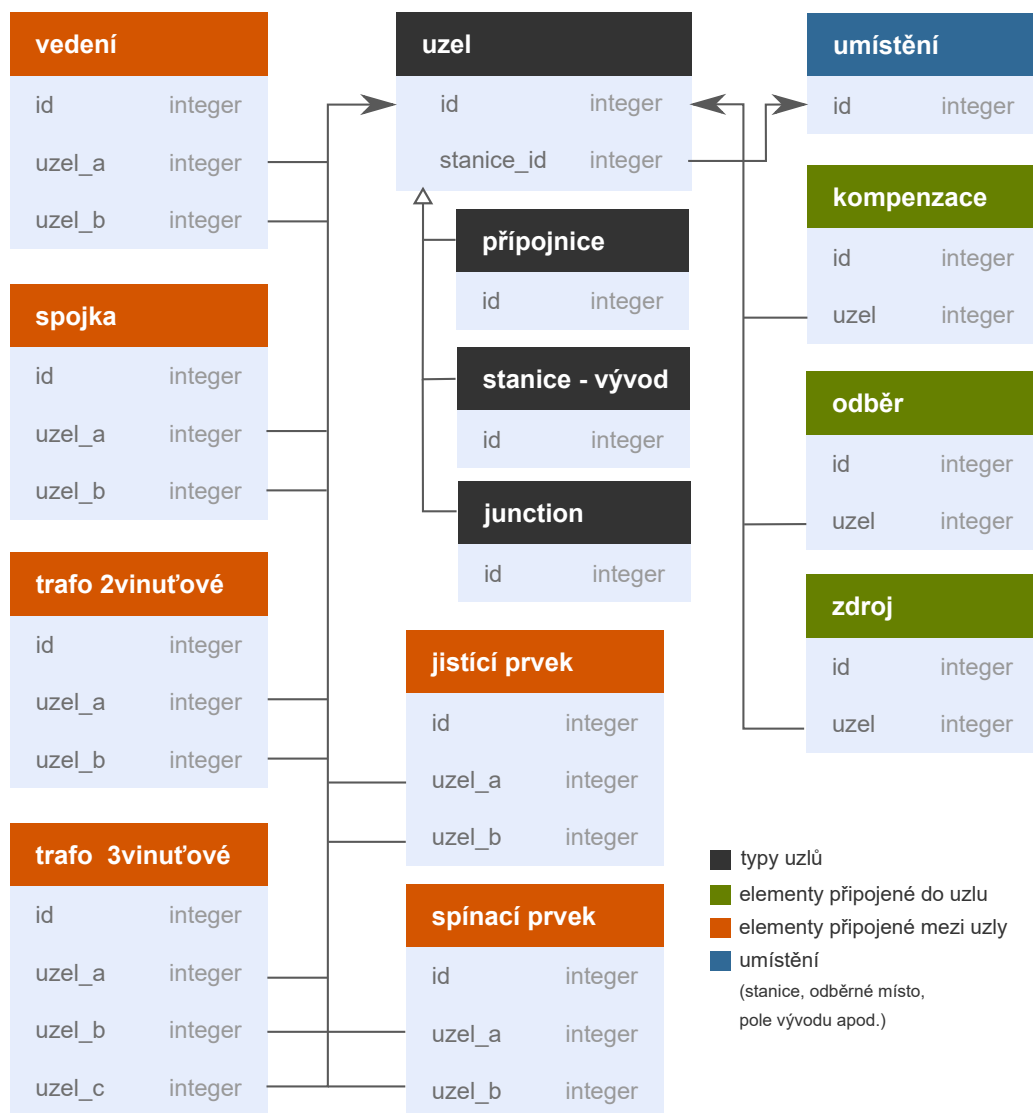 vedení
id integer
uzel_a integer
uzel_b integer
spojka
id integer
uzel_a integer
uzel_b integer
trafo 2vinuťové
id integer
uzel_a integer
uzel_b integer
trafo 3vinuťové
id integer
uzel_a integer
uzel_b integer
uzel_c integer
uzel
id integer
stanice_id integer
přípojnice
id integer
stanice - vývod
id integer
junction
id integer
jistící prvek
id integer
uzel_a integer
uzel_b integer
spínací prvek
id integer
uzel_a integer
uzel_b integer
umístění
id integer
kompenzace
id integer
uzel integer
odběr
id integer
uzel integer
zdroj
id integer
uzel integer
typy uzlů
elementy připojené do uzlu
elementy připojené mezi uzly
umístění
(stanice, odběrné místo,
pole vývodu apod.)